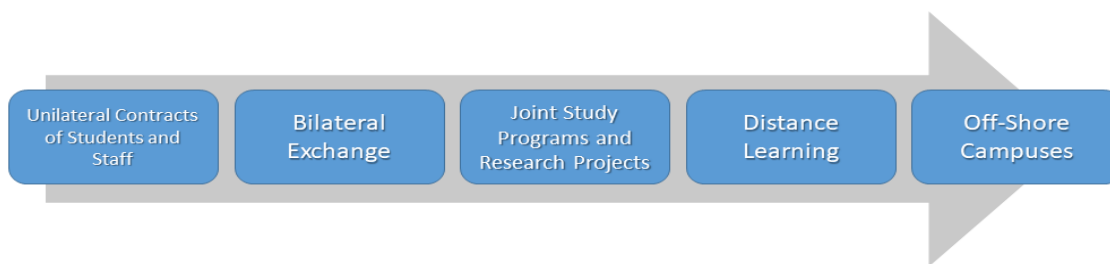 Unilateral Contracts
of Students and
Staff
Bilateral
Exchange
Joint Study
Programs and
Research Projects
Distance
Learning
Off-Shore
Campuses